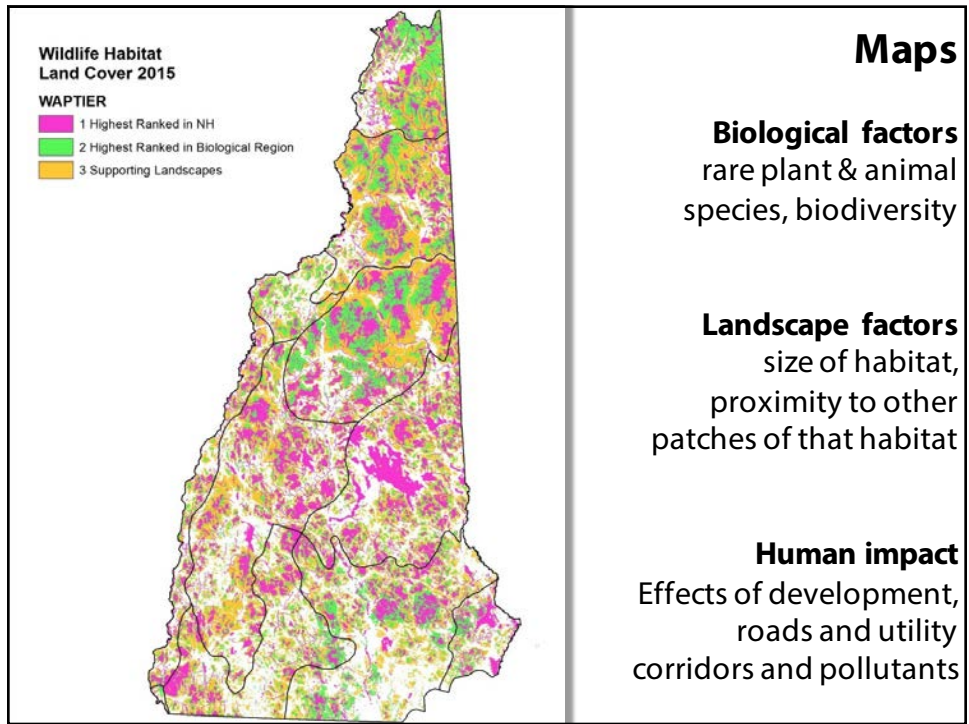 Wildlife Habitat
Land Cover 2015
WAPTIER
1 Highest Ranked in NH
2 Highest Ranked in Biological Region
3 Supporting Landscapes
Maps
Biological factors
rare plant & animal
species, biodiversity
Landscape factors
size of habitat,
proximity to other
patches of that habitat
Human impact
Effects of development,
roads and utility
corridors and pollutants